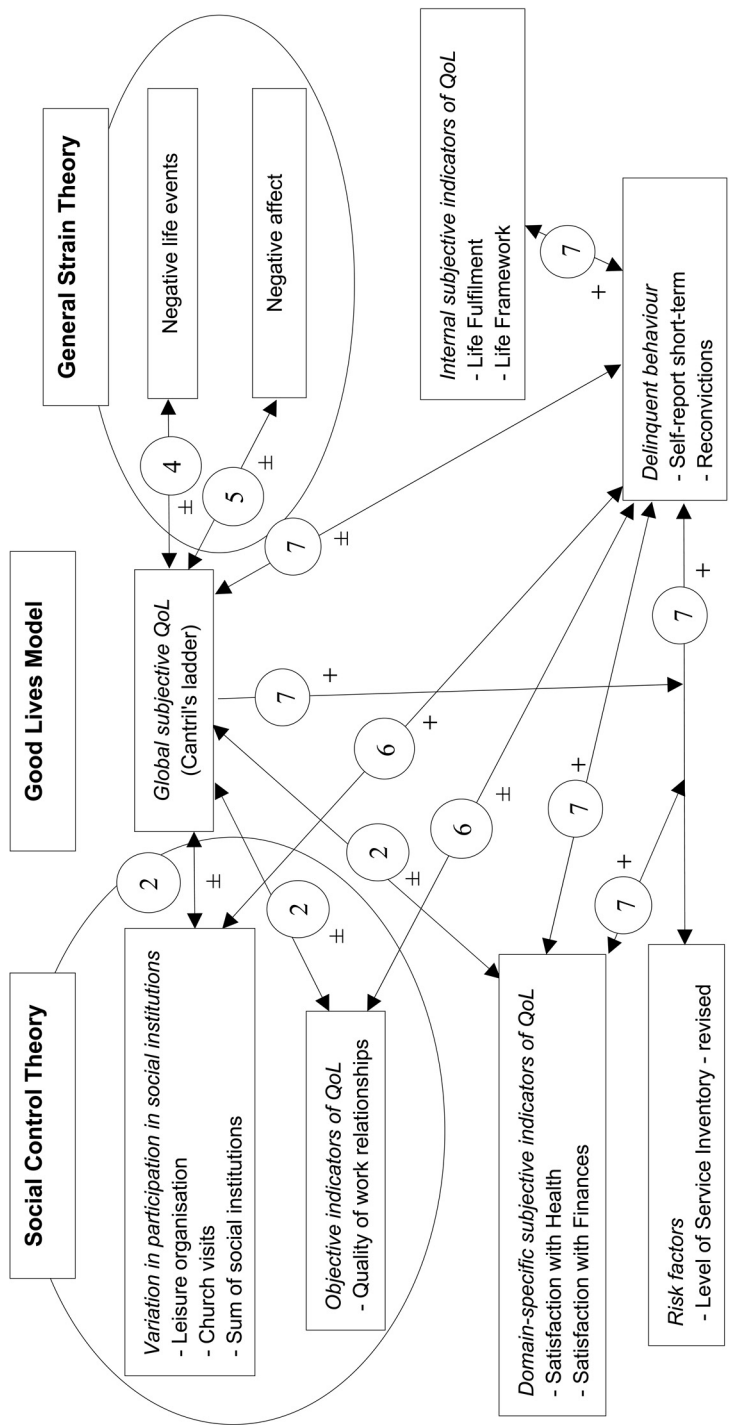 Social Control Theory
Good Lives Model
General Strain Theory
Variation in participation in social institutions
- Leisure organisation
- Church visits
- Sum of social institutions
2
±
Global subjective QoL
(Cantril's ladder)
4
±
Negative life events
5
±
Negative affect
Objective indicators of QoL
- Quality of work relationships
2
±
2
±
7
+
7
±
6
+
6
±
Internal subjective indicators of QoL
- Life Fulfilment
- Life Framework
7
+
Domain-specific subjective indicators of QoL
- Satisfaction with Health
- Satisfaction with Finances
7
+
7
+
Delinquent behaviour
- Self-report short-term
- Reconvictions
Risk factors
- Level of Service Inventory - revised
7
+